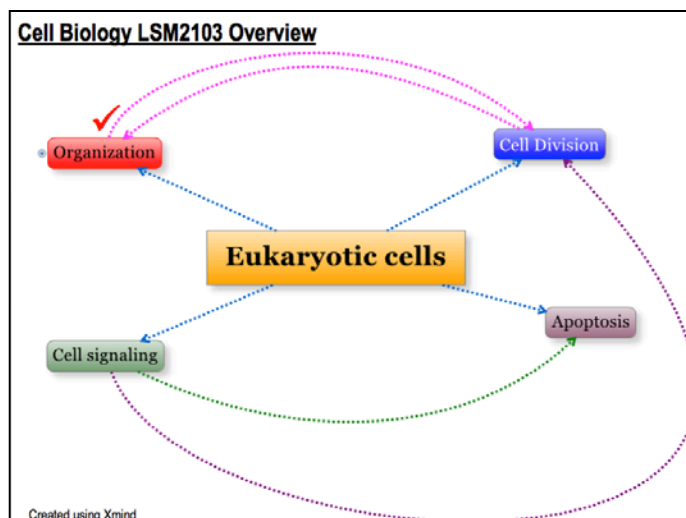 Cell Biology LSM2103 Overview
Organization
Cell Division
Eukaryotic cells
Apoptosis
Cell signaling
Created using Xmind